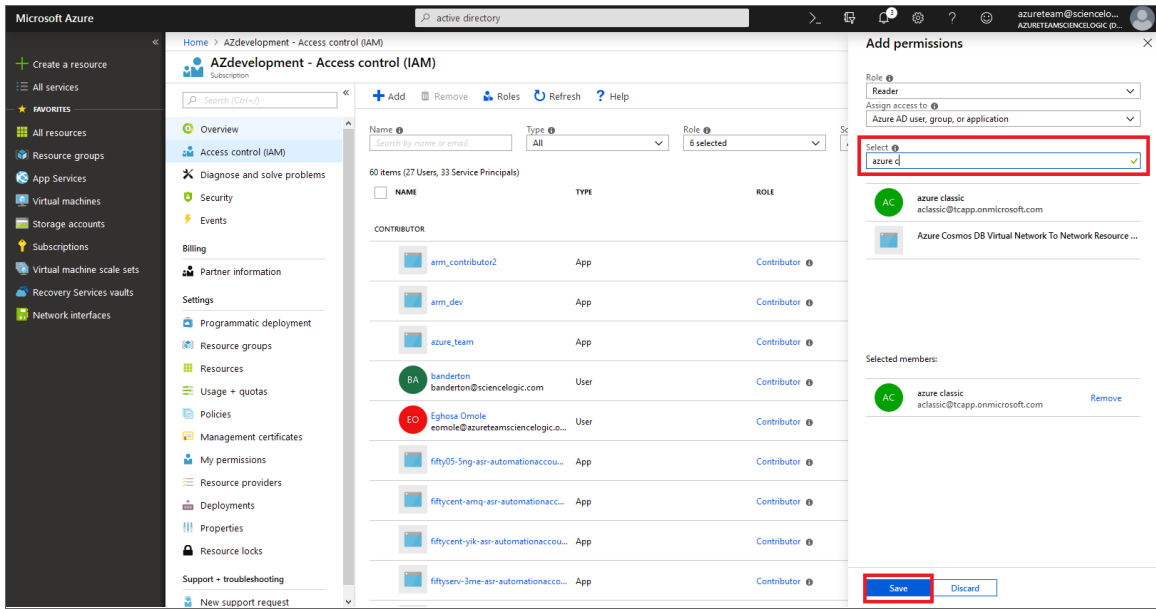 Microsoft Azure
active directory
3
azureteam@sciencelo...
AZURETEAMSCIENCELOGIC (D...
Create a resource
All services
FAVORITES
All resources
Resource groups
App Services
Virtual machines
Storage accounts
Subscriptions
Virtual machine scale sets
Recovery Services vaults
Network interfaces
Home > AZdevelopment - Access control (IAM)
AZdevelopment - Access control (IAM)
Subscription
Search (Ctrl+/)
Overview
Access control (IAM)
Diagnose and solve problems
Security
Events
Billing
Partner information
Settings
Programmatic deployment
Resource groups
Resources
Usage + quotas
Policies
Management certificates
My permissions
Resource providers
Deployments
Properties
Resource locks
Support + troubleshooting
New support request
Add Remove Roles Refresh ? Help
Name Type Role Sc
Search by name or email All 6 selected
60 items (27 Users, 33 Service Principals)
NAME TYPE ROLE
CONTRIBUTOR
arm_contributor2 App Contributor
arm_dev App Contributor
azure_team App Contributor
BA banderton User Contributor
banderton@sciencelogic.com
EO Eghosa Omole User Contributor
eomole@azureteamsciencelogic.o...
fifty05-5ng-asr-automationaccou... App Contributor
fiftycent-amq-asr-automationacc... App Contributor
fiftycent-yik-asr-automationaccou... App Contributor
fiftyserv-3me-asr-automationacco... App Contributor
Add permissions
Role
Reader
Assign access to
Azure AD user, group, or application
Select
azure c
AC azure classic
aclassic@tcapp.onmicrosoft.com
Azure Cosmos DB Virtual Network To Network Resource ...
Selected members:
AC azure classic
aclassic@tcapp.onmicrosoft.com Remove
Save Discard